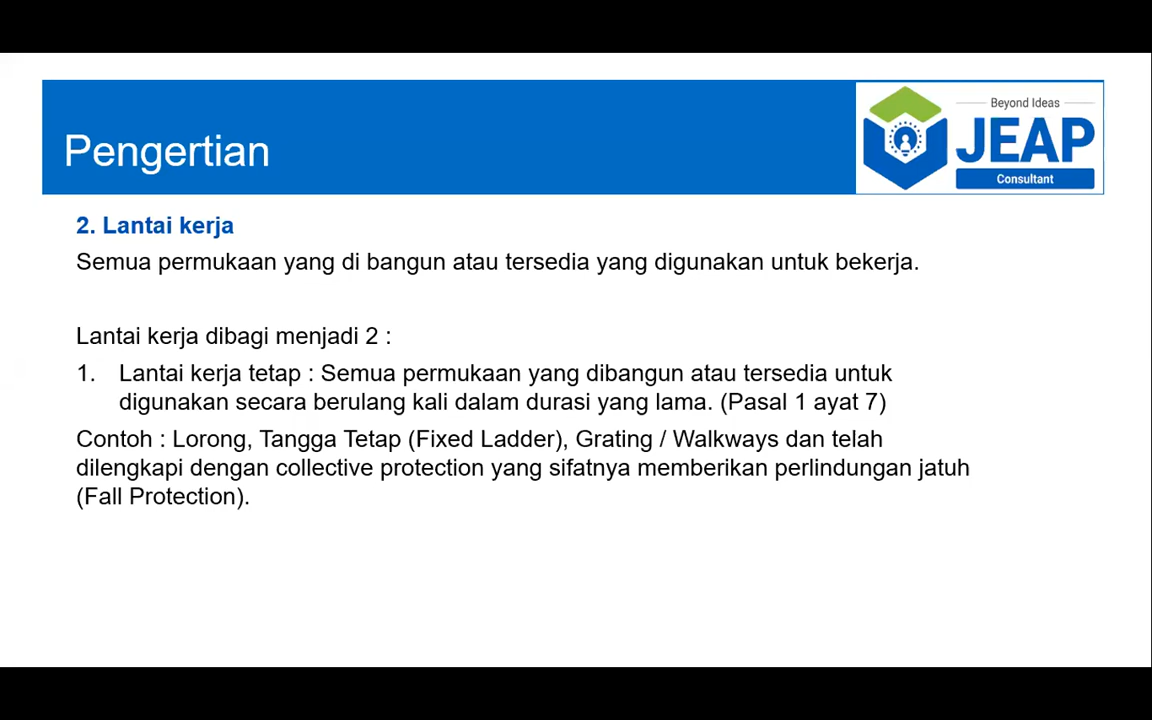 Pengertian
Beyond Ideas
JEAP
Consultant
2. Lantai kerja
Semua permukaan yang di bangun atau tersedia yang digunakan untuk bekerja.
Lantai kerja dibagi menjadi 2 :
1. Lantai kerja tetap : Semua permukaan yang dibangun atau tersedia untuk
digunakan secara berulang kali dalam durasi yang lama. (Pasal 1 ayat 7)
Contoh : Lorong, Tangga Tetap (Fixed Ladder), Grating / Walkways dan telah
dilengkapi dengan collective protection yang sifatnya memberikan perlindungan jatuh
(Fall Protection).